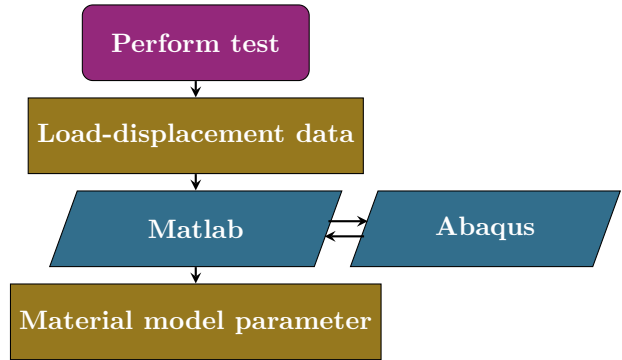 Perform test
Load-displacement data
Matlab
Abaqus
Material model parameter